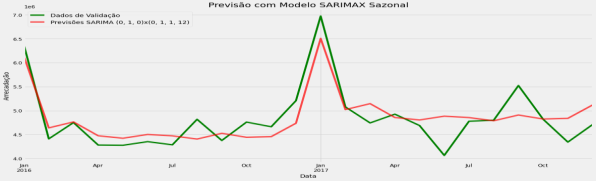 Previsão com Modelo SARIMAX Sazonal
1e6
7.0
6.5
6.0
5.5
5.0
4.5
4.0
Arrecadação
Dados de Validação
Previsões SARIMA (0, 1, 0)x(0, 1, 1, 12)
Jan Apr Jul Oct Jan Apr Jul Oct
2016 2017
Data